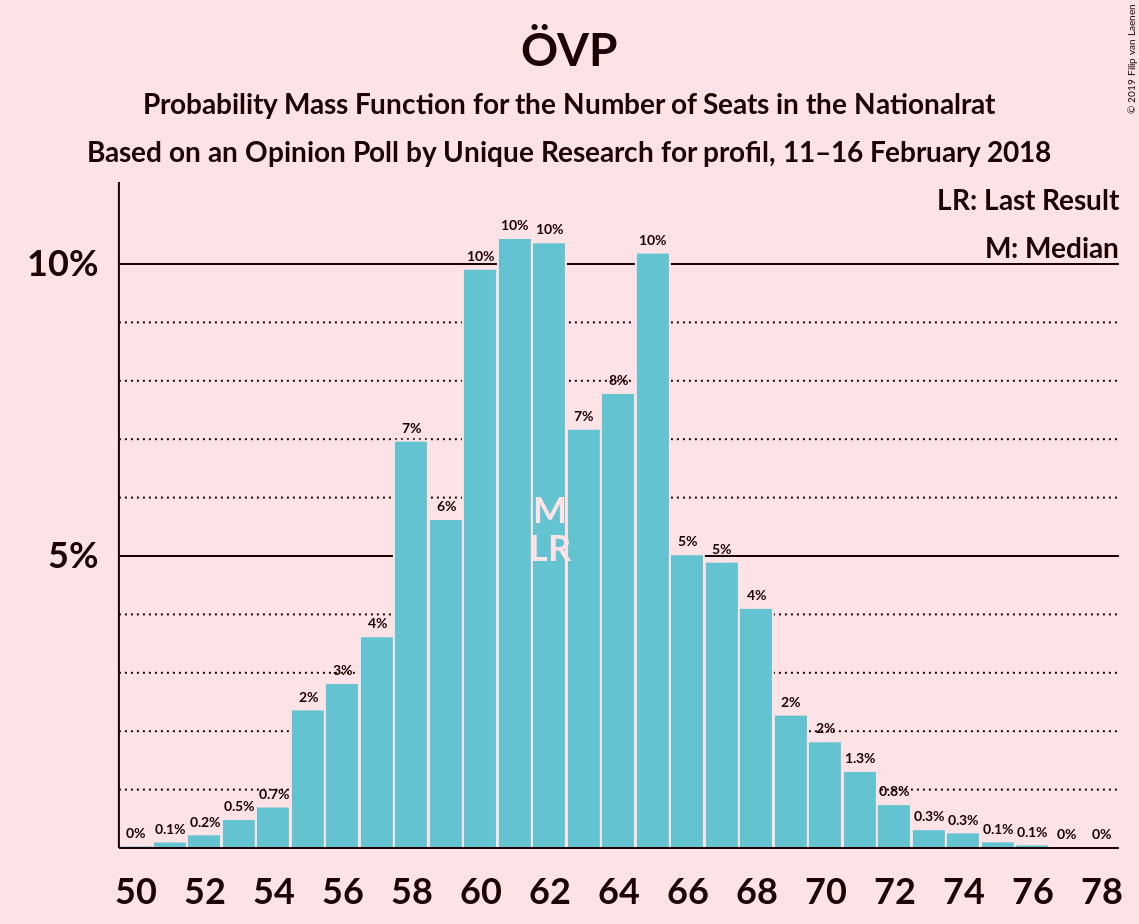 ÖVP
Probability Mass Function for the Number of Seats in the Nationalrat
Based on an Opinion Poll by Unique Research for profil, 11–16 February 2018
© 2019 Filip van Laenen
LR: Last Result
M: Median
10%
5%
0% 0.1% 0.2% 0.5% 0.7% 2% 3% 4% 7% 6% 10% 10% 10% 7% 8% 10% 5% 5% 4% 2% 2% 1.3% 0.8% 0.3% 0.3% 0.1% 0.1% 0% 0%
M
LR
50 52 54 56 58 60 62 64 66 68 70 72 74 76 78